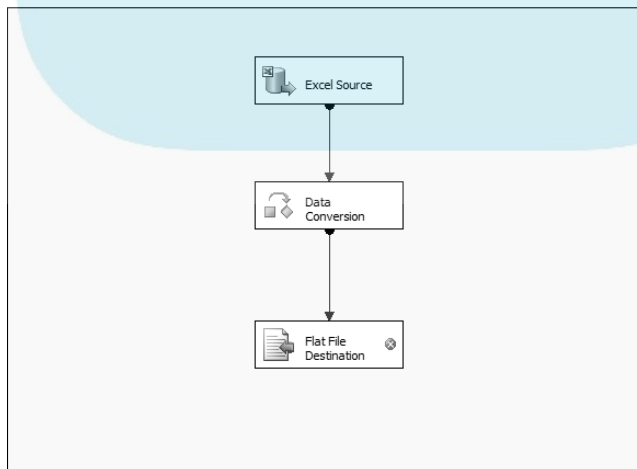 Excel Source
Data
Conversion
Flat File
Destination